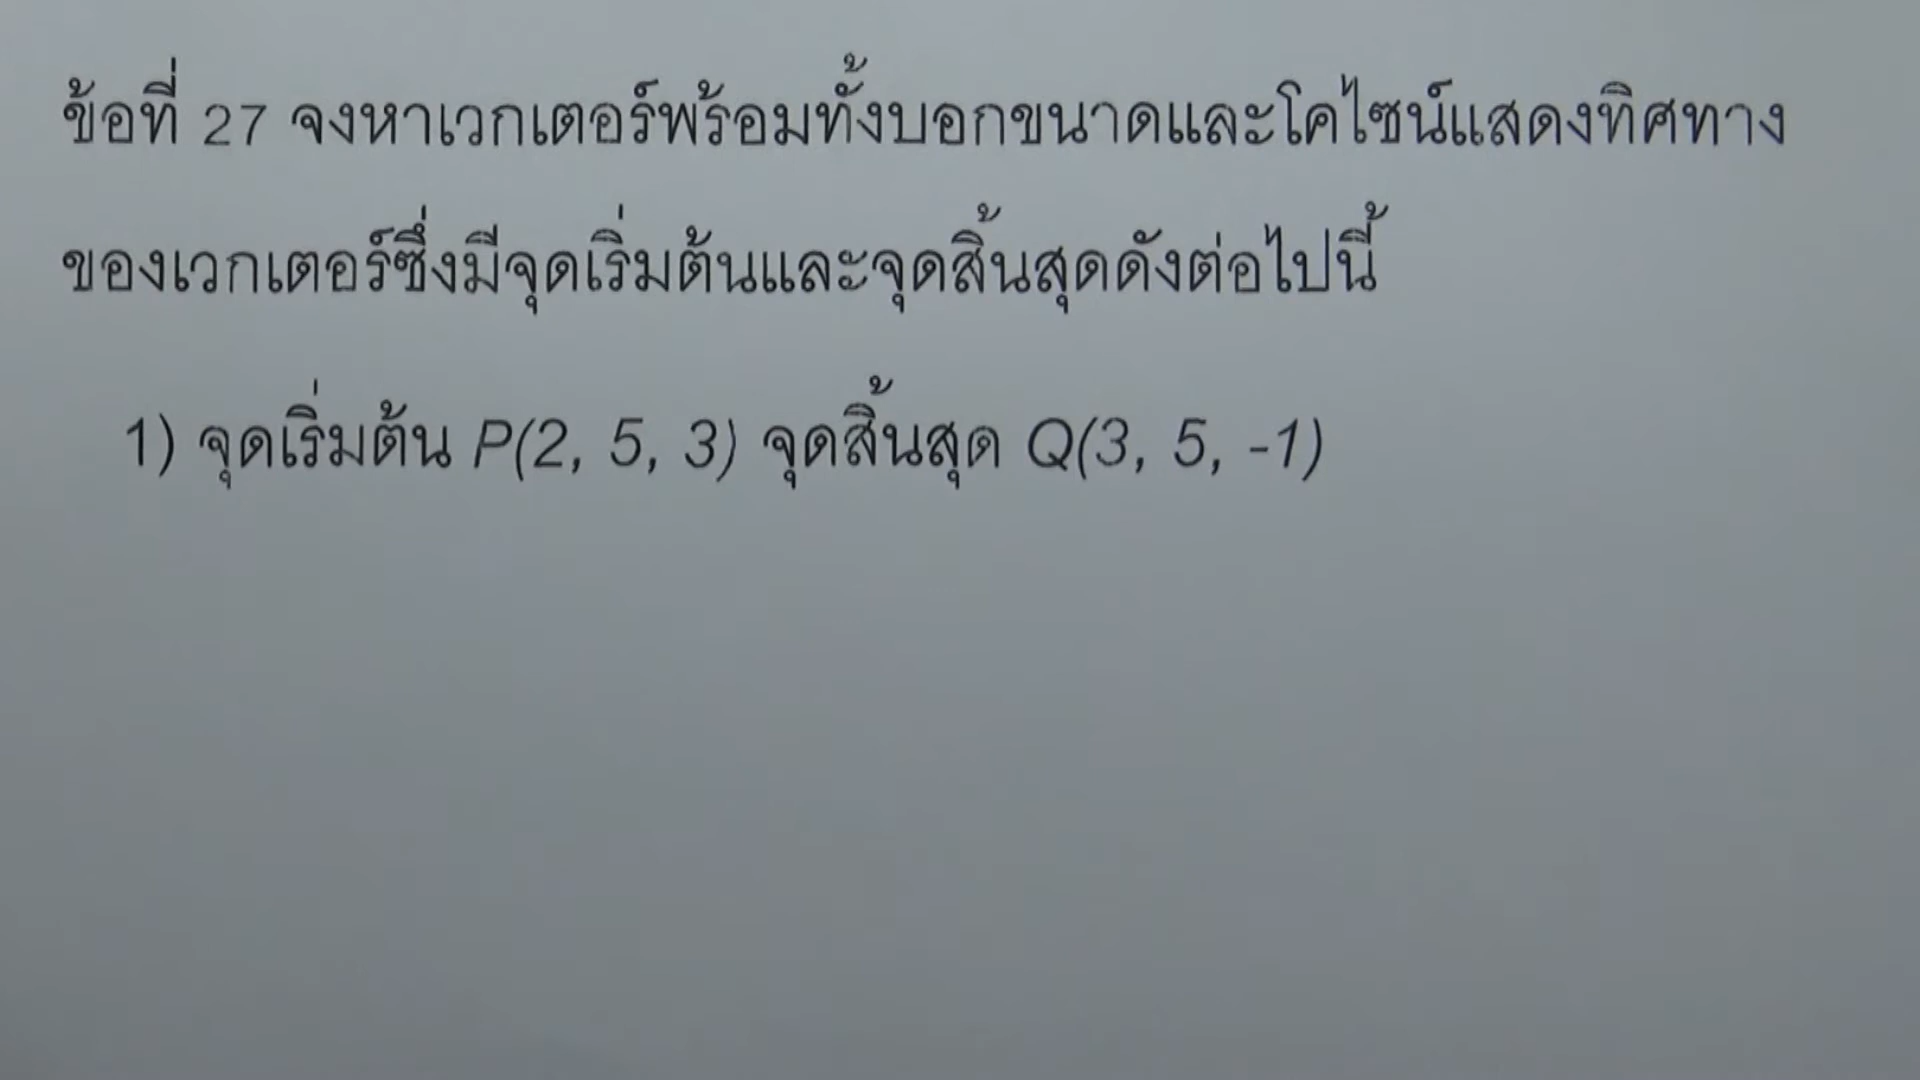 ข้อที่ 27 จงหาเวกเตอร์พร้อมทั้งบอกขนาดและโคไซน์แสดงทิศทาง
ของเวกเตอร์ซึ่งมีจุดเริ่มต้นและจุดสิ้นสุดดังต่อไปนี้
1) จุดเริ่มต้น P(2, 5, 3) จุดสิ้นสุด Q(3, 5, -1)